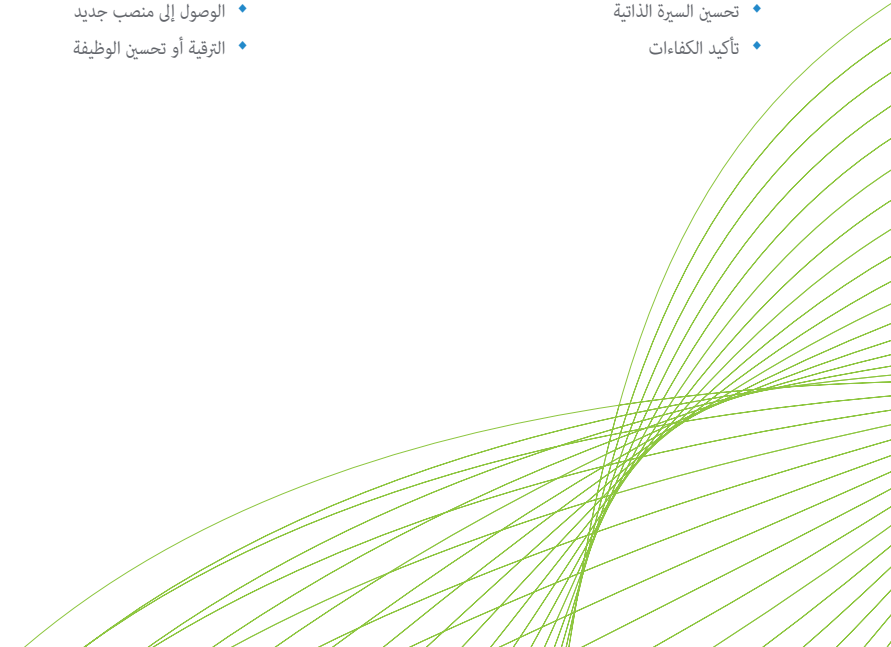 تحسين السيرة الذاتية
تأكيد الكفاءات
الوصول إلى منصب جديد
الترقية أو تحسين الوظيفة